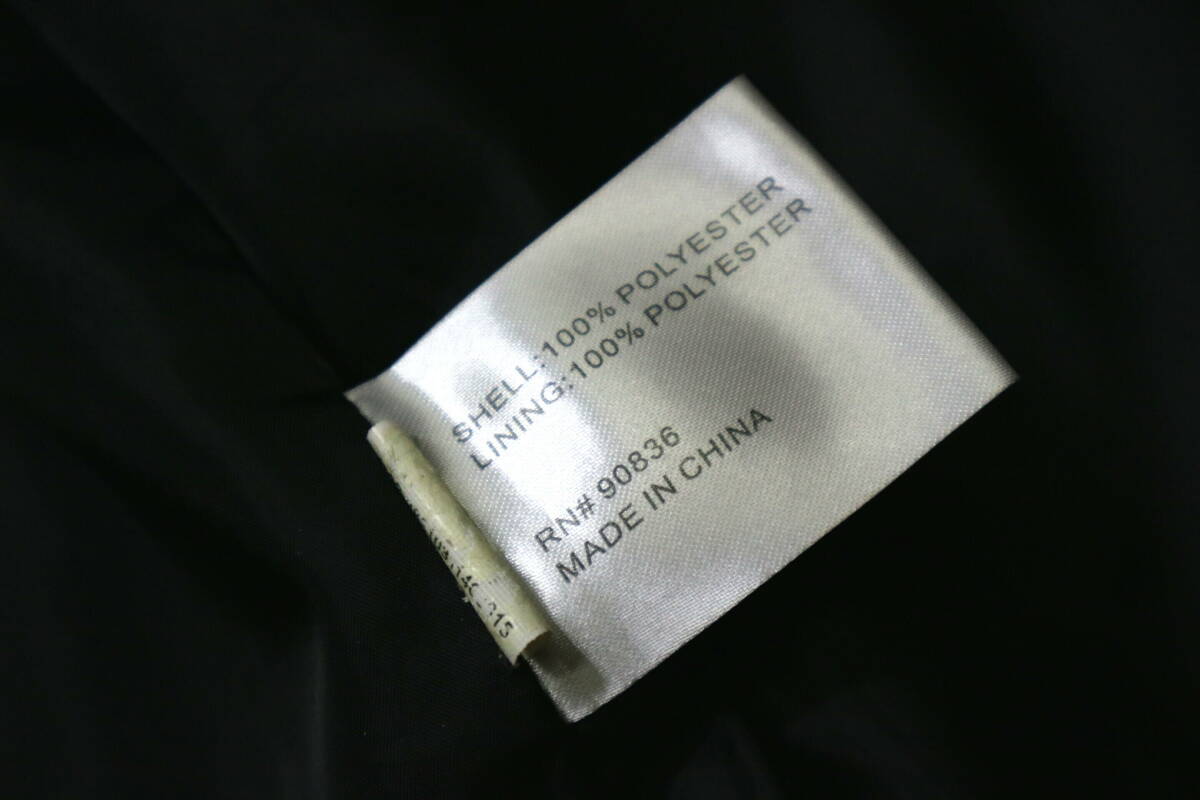 SHELL:100% POLYESTER
LINING:100% POLYESTER
RN# 90836
MADE IN CHINA